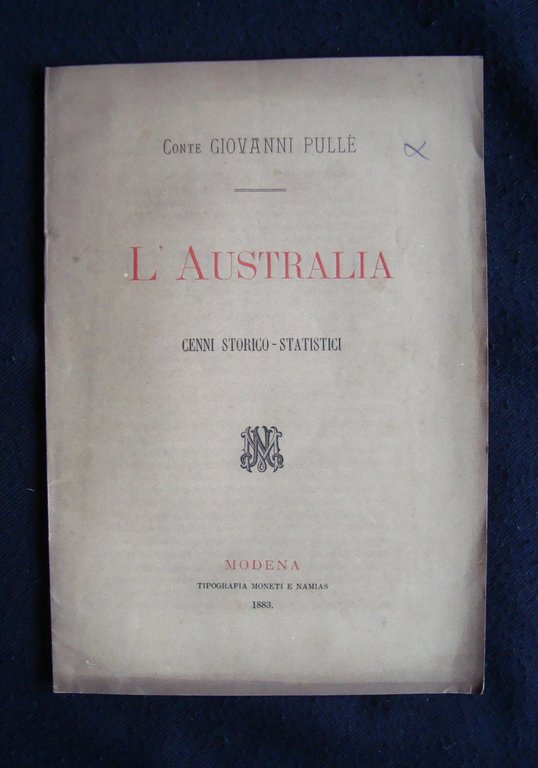 Conte GIOVANNI PULLÈ
L'AUSTRALIA
CENNI STORICO-STATISTICI
MODENA
TIPOGRAFIA MONETI E NAMIAS
1883.